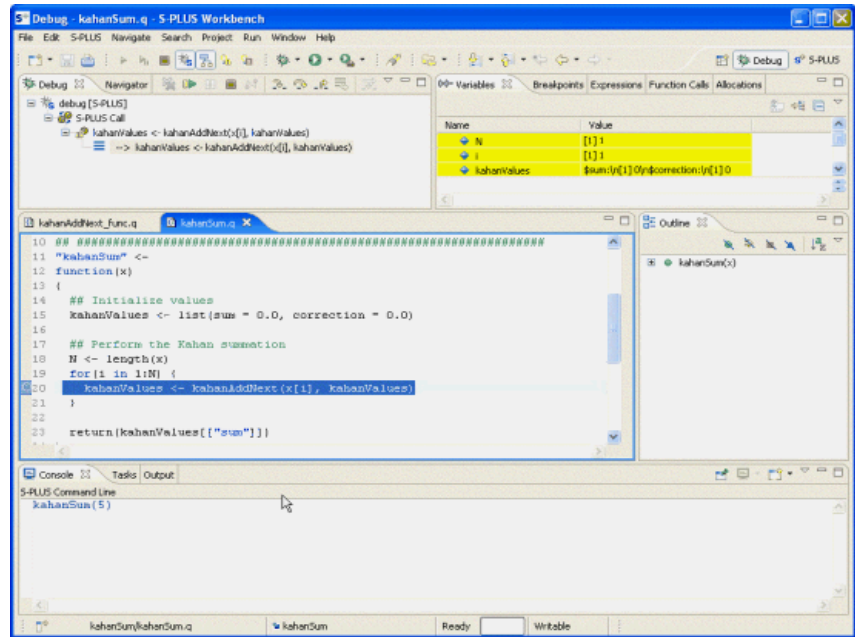 Debug - kahanSum.q - S-PLUS Workbench
File Edit S-PLUS Navigate Search Project Run Window Help
Debug S-PLUS
Debug Navigator
(x)= Variables Breakpoints Expressions Function Calls Allocations
debug [S-PLUS]
S-PLUS Call
kahanValues <- kahanAddNext(x[i], kahanValues)
--> kahanValues <- kahanAddNext(x[i], kahanValues)
Name Value
N [1] 1
i [1] 1
kahanValues $sum:\n[1] 0\n$correction:\n[1] 0
kahanAddNext_func.q kahanSum.q
Outline
kahanSum(x)
10 ## ####################################################
11 "kahanSum" <-
12 function(x)
13 {
14 ## Initialize values
15 kahanValues <- list(sum = 0.0, correction = 0.0)
16
17 ## Perform the Kahan summation
18 N <- length(x)
19 for(i in 1:N) {
20 kahanValues <- kahanAddNext(x[i], kahanValues)
21 }
22
23 return(kahanValues[["sum"]])
Console Tasks Output
S-PLUS Command Line
kahanSum(5)
kahanSum/kahanSum.q kahanSum Ready Writable